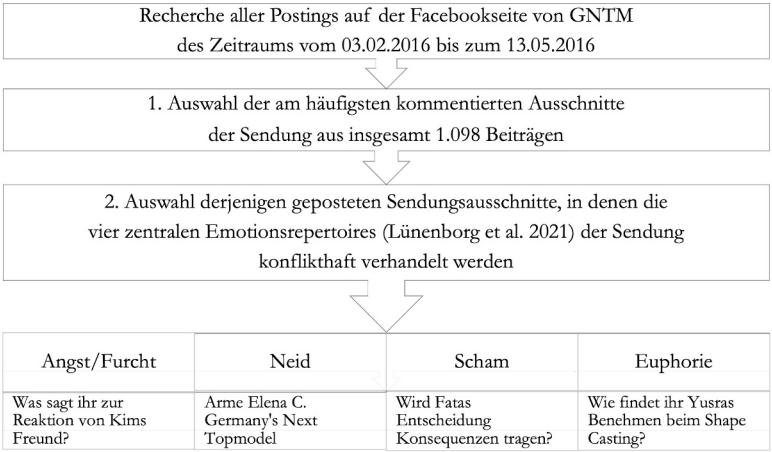 Recherche aller Postings auf der Facebookseite von GNTM
des Zeitraums vom 03.02.2016 bis zum 13.05.2016
1. Auswahl der am häufigsten kommentierten Ausschnitte
der Sendung aus insgesamt 1.098 Beiträgen
2. Auswahl derjenigen geposteten Sendungsausschnitte, in denen die
vier zentralen Emotionsrepertoires (Lünenborg et al. 2021) der Sendung
konflikthaft verhandelt werden
Angst/Furcht
Was sagt ihr zur
Reaktion von Kims
Freund?
Neid
Arme Elena C.
Germany's Next
Topmodel
Scham
Wird Fatas
Entscheidung
Konsequenzen tragen?
Euphorie
Wie findet ihr Yusras
Benehmen beim Shape
Casting?